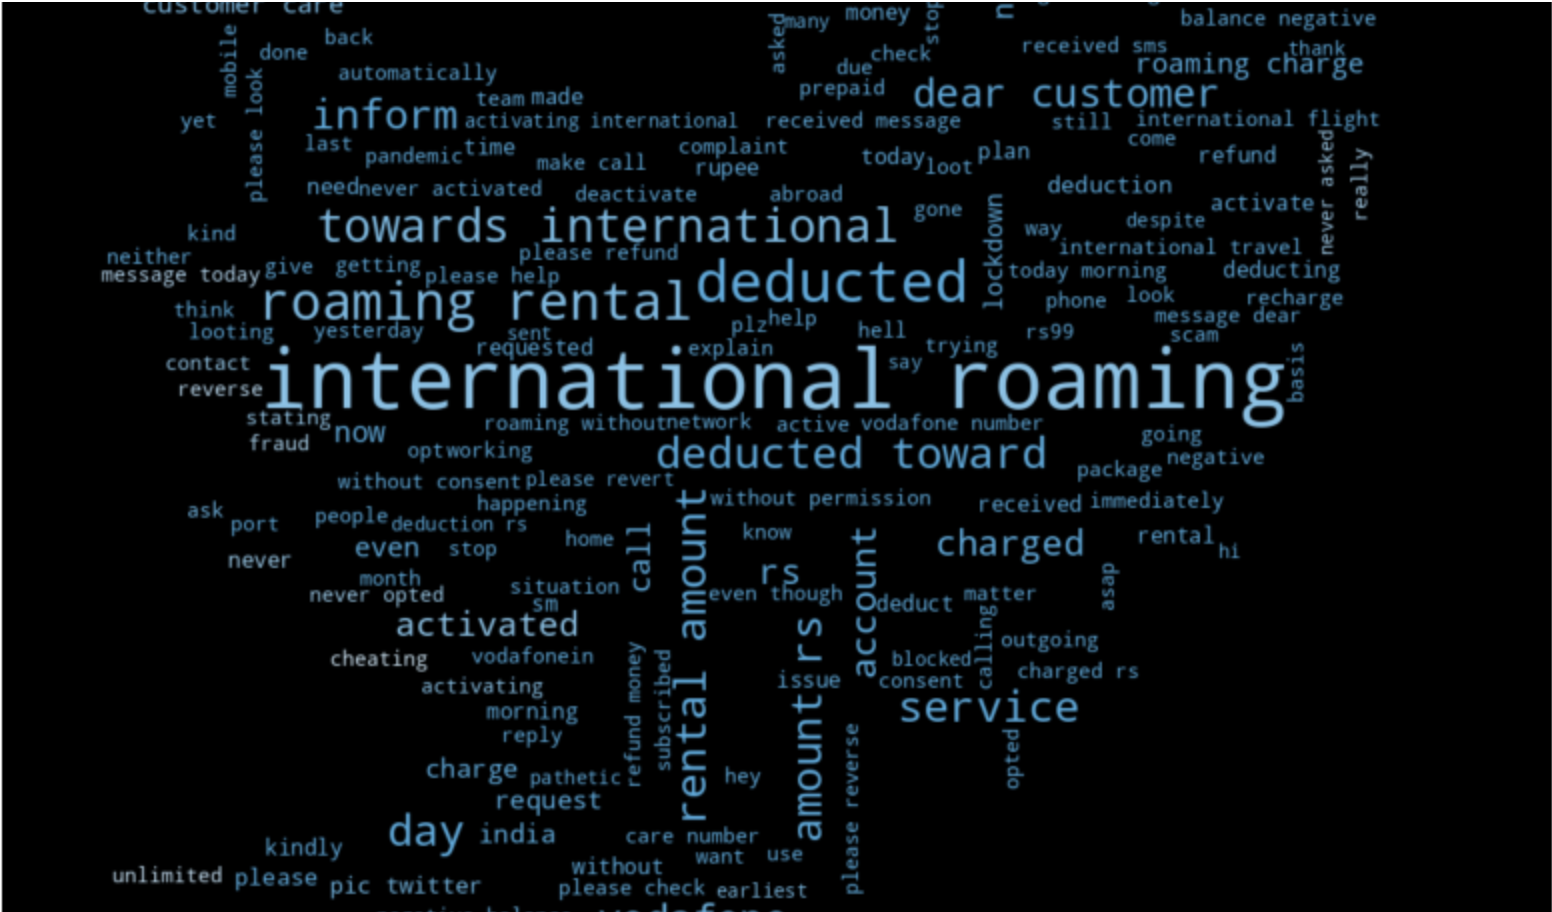 customer care
asked
many
money
stop
balance negative
mobile
back
done
check
received sms
thank
automatically
due
roaming charge
please look
prepaid
dear customer
inform
team
made
yet
activating international
received message
still
international flight
last
pandemic
time
make call
complaint
rupee
today
loot
plan
come
refund
never asked
really
need
never activated
deactivate
abroad
deduction
activate
kind
towards international
gone
lockdown
way
despite
international travel
neither
message today
give
getting
please refund
please help
deducted
today morning
deducting
think
roaming rental
phone
look
recharge
message dear
looting
yesterday
sent
plz
help
hell
rs99
scam
contact
requested
explain
say
trying
reverse
international roaming
basis
stating
fraud
now
roaming without
network
active
vodafone number
going
opt
working
deducted toward
package
negative
without consent
please revert
happening
without permission
received
immediately
ask
port
people
deduction rs
rental amount
never
even
stop
home
call
know
account
charged
rental
hi
month
never opted
situation
sm
rs
even though
deduct
matter
asap
activated
amount rs
calling
outgoing
cheating
vodafonein
refund money
subscribed
issue
blocked
consent
charged rs
activating
morning
service
reply
please reverse
opted
charge
pathetic
hey
request
day
india
care number
kindly
want
use
unlimited
please
pic twitter
without
please check
earliest
vodafone